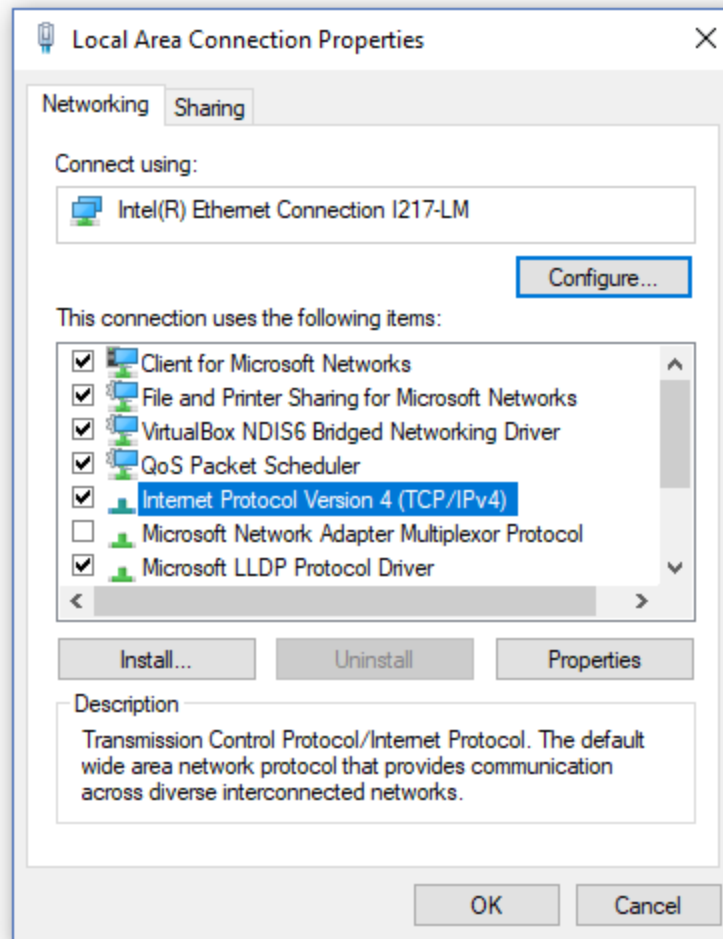 Local Area Connection Properties
Networking
Sharing
Connect using:
Intel(R) Ethernet Connection I217-LM
Configure...
This connection uses the following items:
Client for Microsoft Networks
File and Printer Sharing for Microsoft Networks
VirtualBox NDIS6 Bridged Networking Driver
QoS Packet Scheduler
Internet Protocol Version 4 (TCP/IPv4)
Microsoft Network Adapter Multiplexor Protocol
Microsoft LLDP Protocol Driver
Install...
Uninstall
Properties
Description
Transmission Control Protocol/Internet Protocol. The default
wide area network protocol that provides communication
across diverse interconnected networks.
OK
Cancel